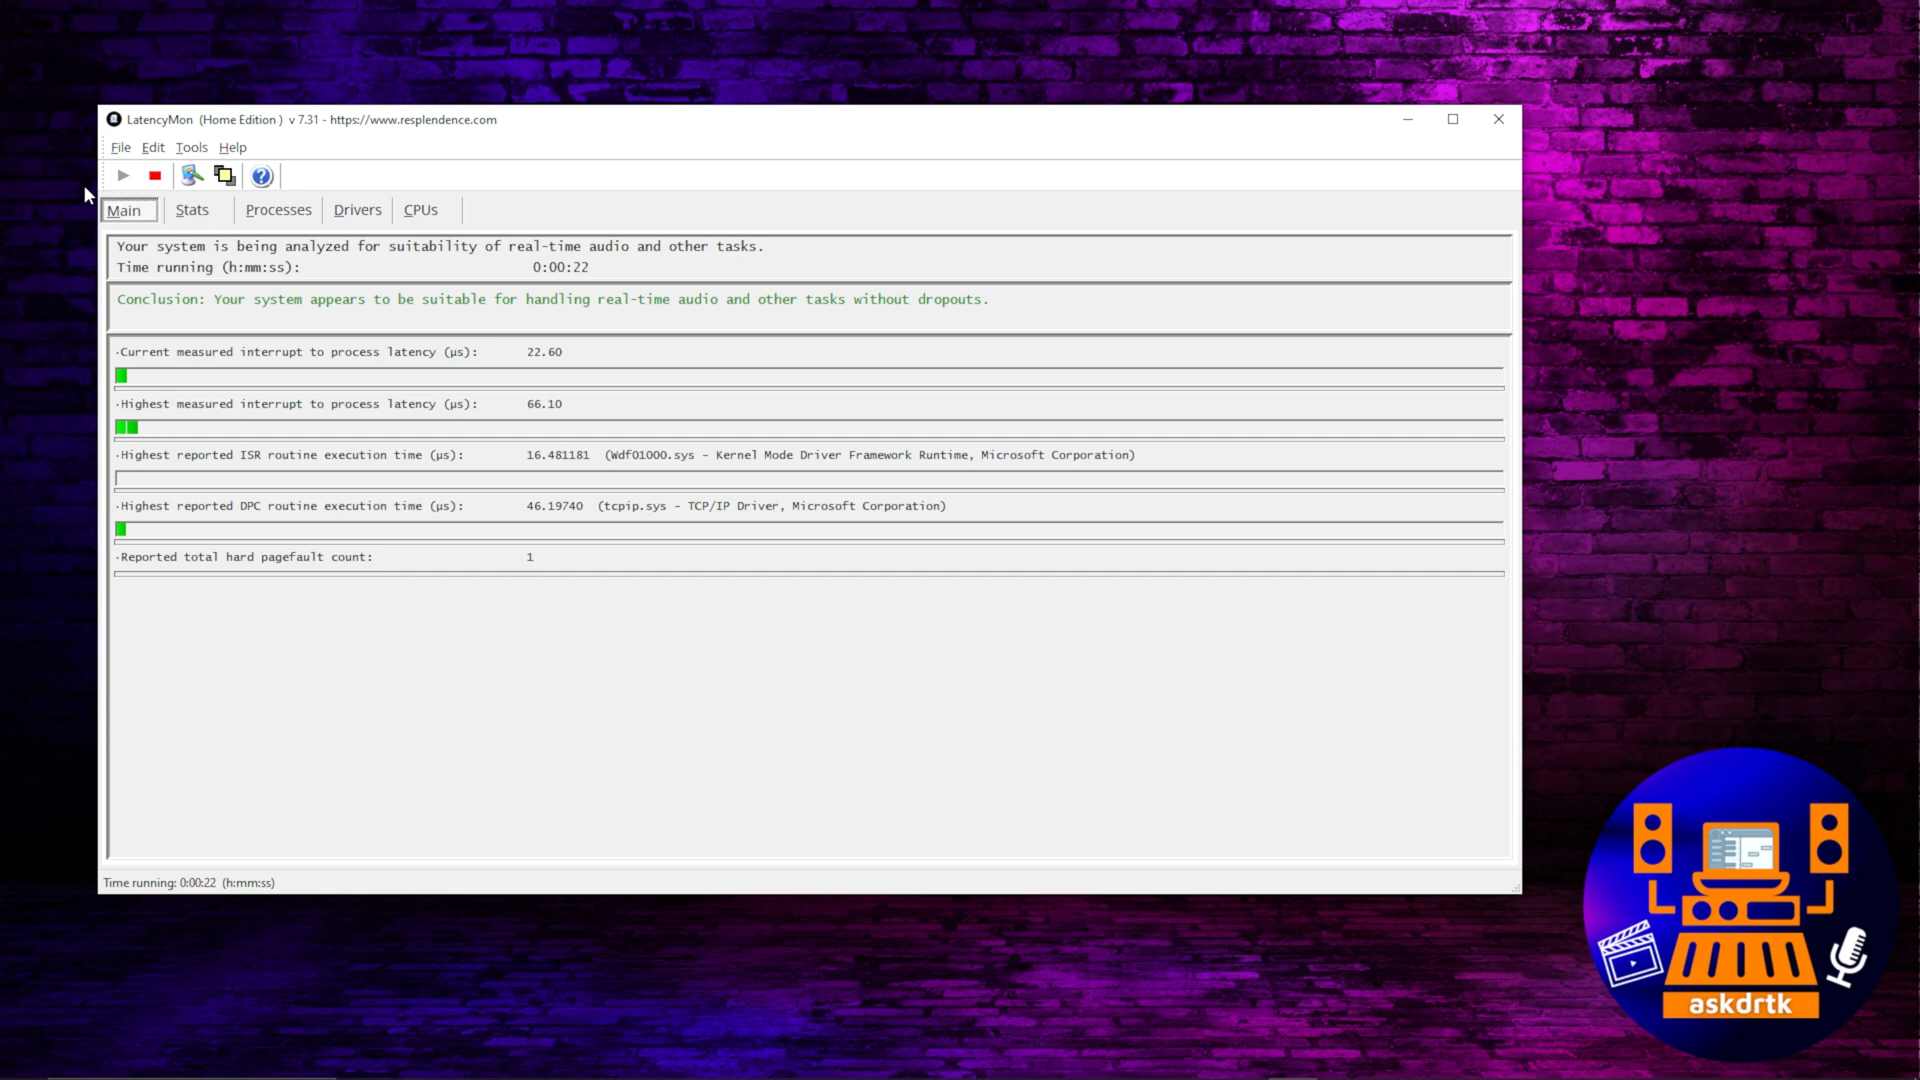 LatencyMon (Home Edition ) v 7.31 - https://www.resplendence.com
File Edit Tools Help
Main Stats Processes Drivers CPUs
Your system is being analyzed for suitability of real-time audio and other tasks.
Time running (h:mm:ss): 0:00:22
Conclusion: Your system appears to be suitable for handling real-time audio and other tasks without dropouts.
·Current measured interrupt to process latency (µs): 22.60
·Highest measured interrupt to process latency (µs): 66.10
·Highest reported ISR routine execution time (µs): 16.481181 (Wdf01000.sys - Kernel Mode Driver Framework Runtime, Microsoft Corporation)
·Highest reported DPC routine execution time (µs): 46.19740 (tcpip.sys - TCP/IP Driver, Microsoft Corporation)
·Reported total hard pagefault count: 1
Time running: 0:00:22 (h:mm:ss)
askdrtk